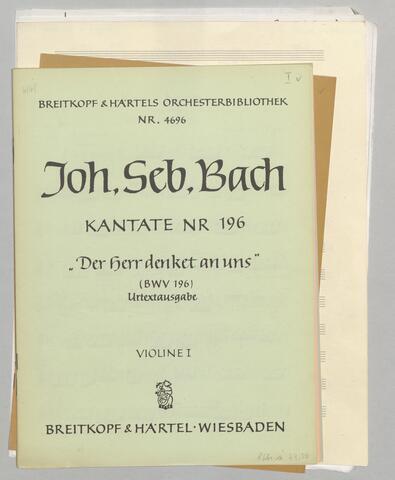 I v
BREITKOPF & HÄRTELS ORCHESTERBIBLIOTHEK
NR. 4696
Joh. Seb. Bach
KANTATE NR 196
„Der Herr denket an uns"
(BWV 196)
Urtextausgabe
VIOLINE I
BREITKOPF & HÄRTEL · WIESBADEN